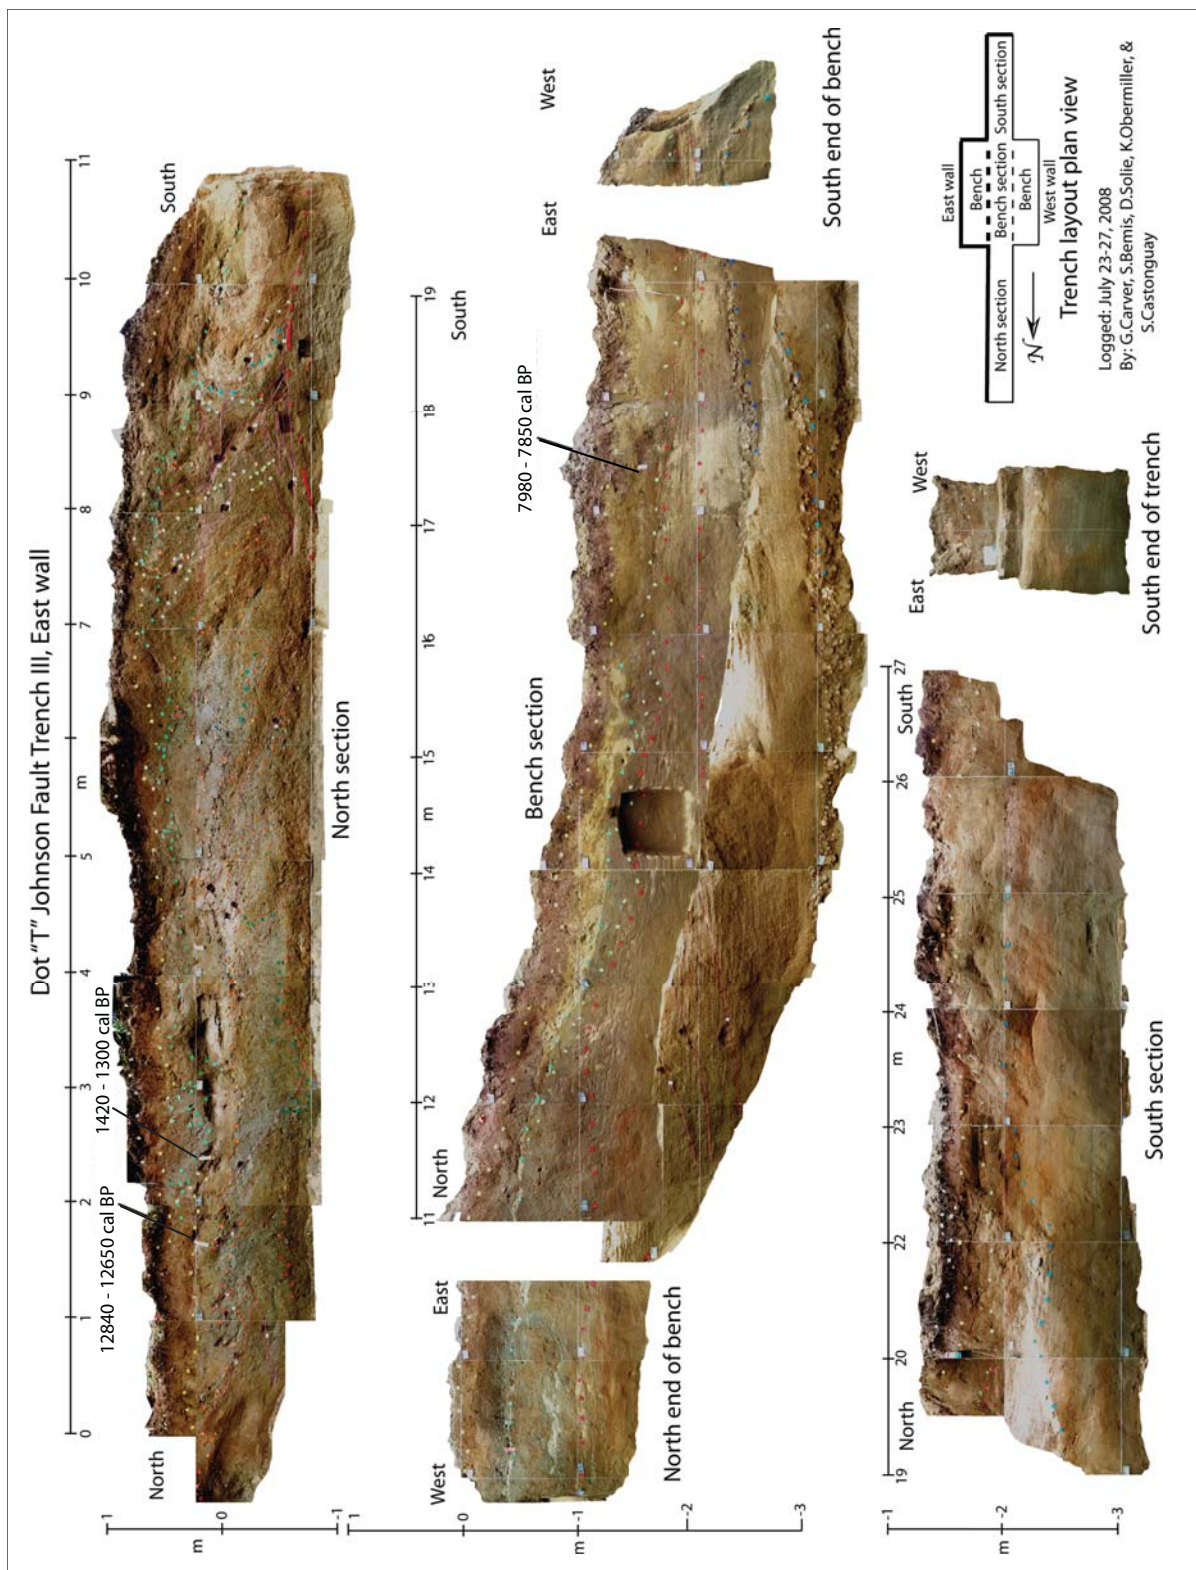 Dot "T" Johnson Fault Trench III, East wall
0
1
2
3
4
5
m
7
8
9
10
11
1
0
m
-1
North
South
12840 - 12650 cal BP
1420 - 1300 cal BP
North section
Bench section
11
12
13
14
m
15
16
17
18
19
1
0
-1
m
-2
-3
North
South
7980 - 7850 cal BP
West
East
North end of bench
East
West
South end of bench
19
20
22
23
m
24
25
26
27
-1
-2
m
-3
North
South
South section
East
West
South end of trench
East wall
Bench
North section
Bench section
South section
Bench
West wall
N
Trench layout plan view
Logged: July 23-27, 2008
By: G.Carver, S.Bemis, D.Solie, K.Obermiller, &
S.Castonguay